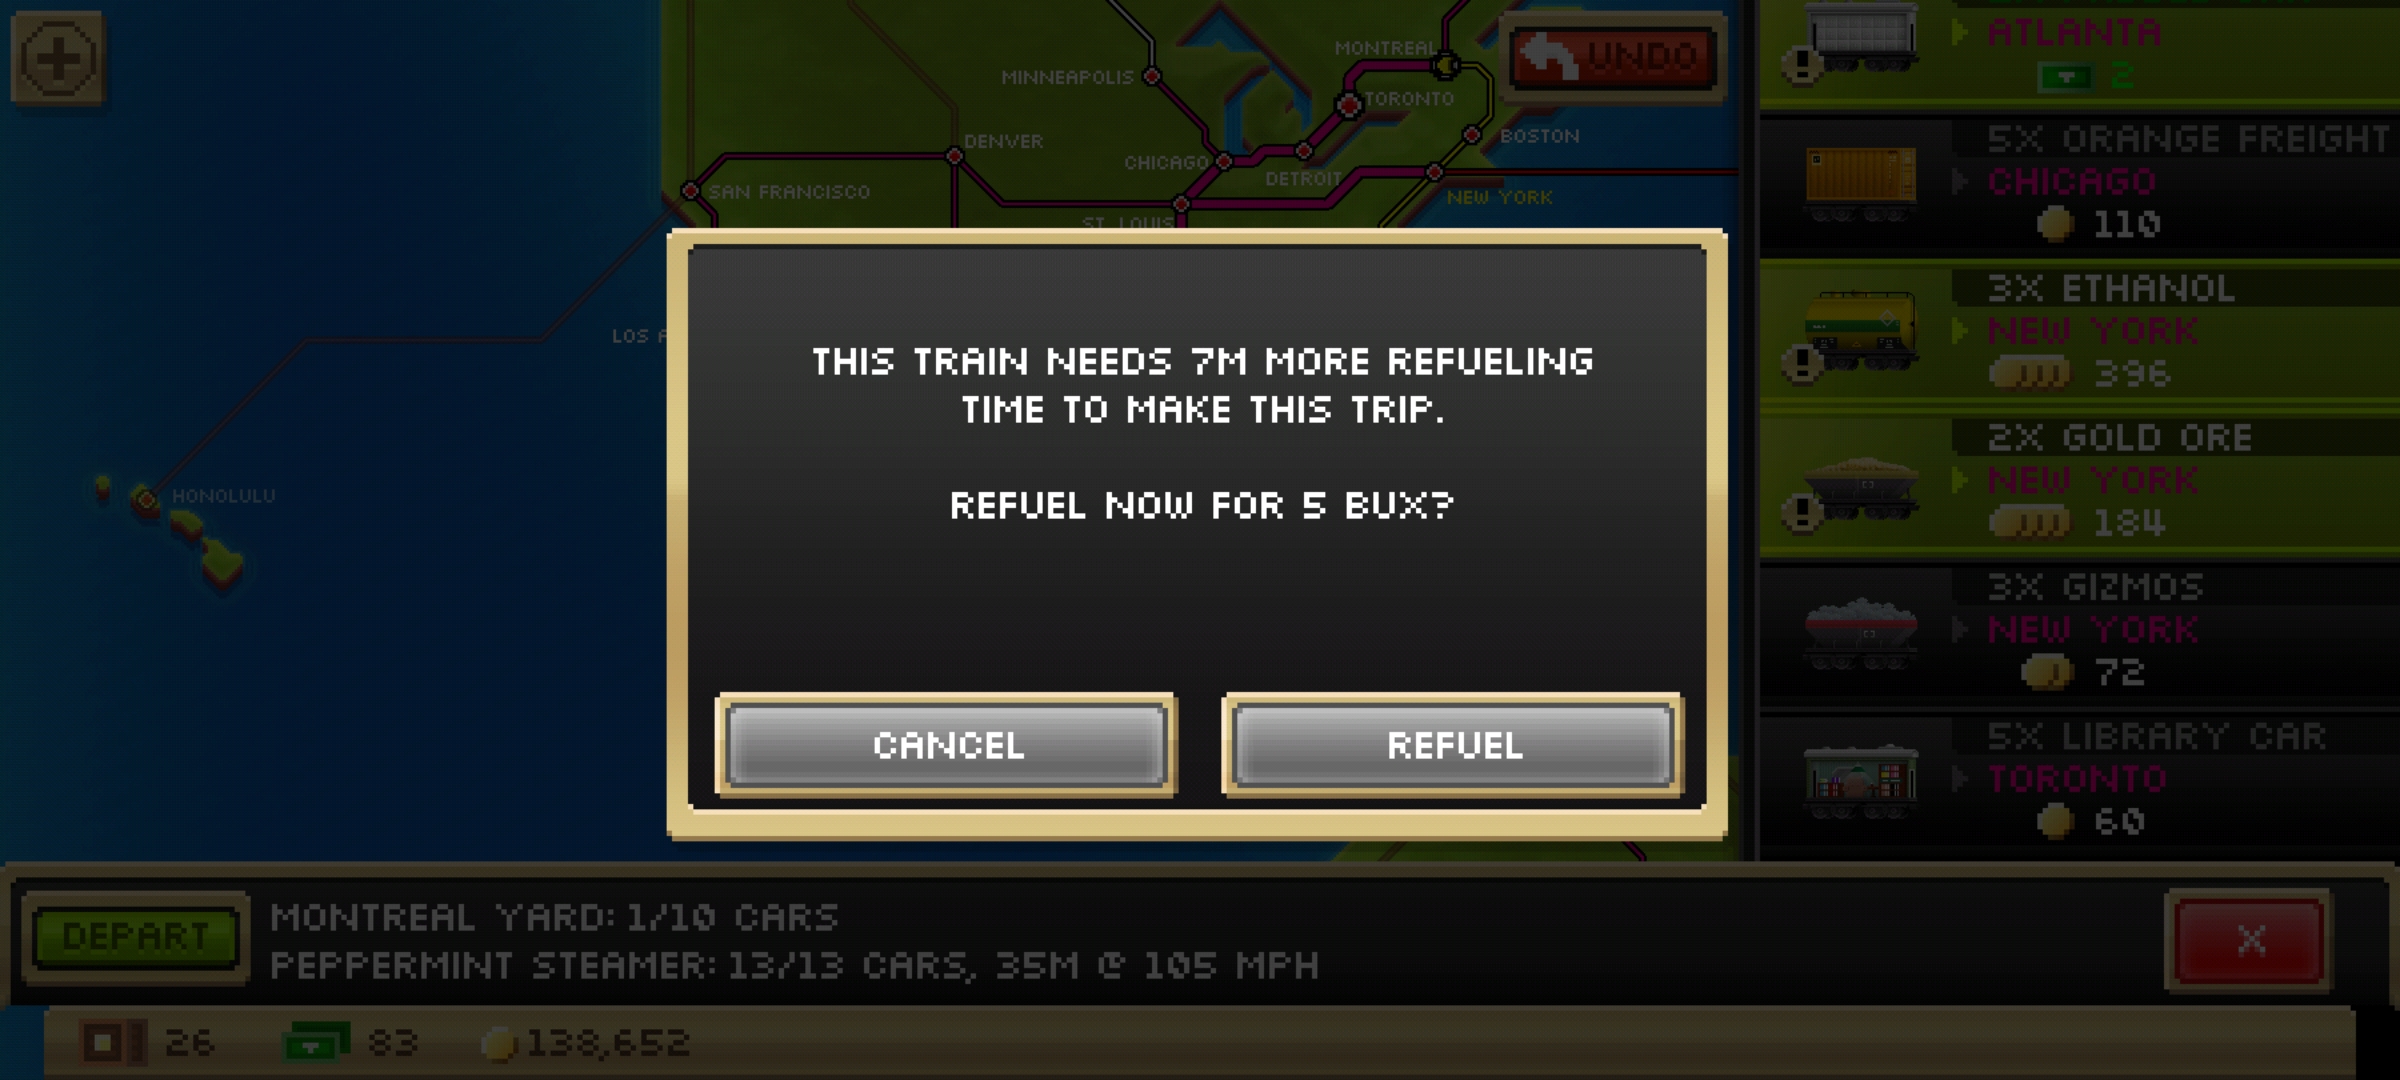 MINNEAPOLIS
MONTREAL
UNDO
TORONTO
DENVER
BOSTON
CHICAGO
DETROIT
SAN FRANCISCO
NEW YORK
ST. LOUIS
LOS
HONOLULU
THIS TRAIN NEEDS 7M MORE REFUELING
TIME TO MAKE THIS TRIP.
REFUEL NOW FOR 5 BUX?
CANCEL
REFUEL
ATLANTA
2
5X ORANGE FREIGHT
CHICAGO
110
3X ETHANOL
NEW YORK
396
2X GOLD ORE
NEW YORK
184
3X GIZMOS
NEW YORK
72
5X LIBRARY CAR
TORONTO
60
DEPART
MONTREAL YARD: 1/10 CARS
PEPPERMINT STEAMER: 13/13 CARS, 35M @ 105 MPH
X
26
83
138,652